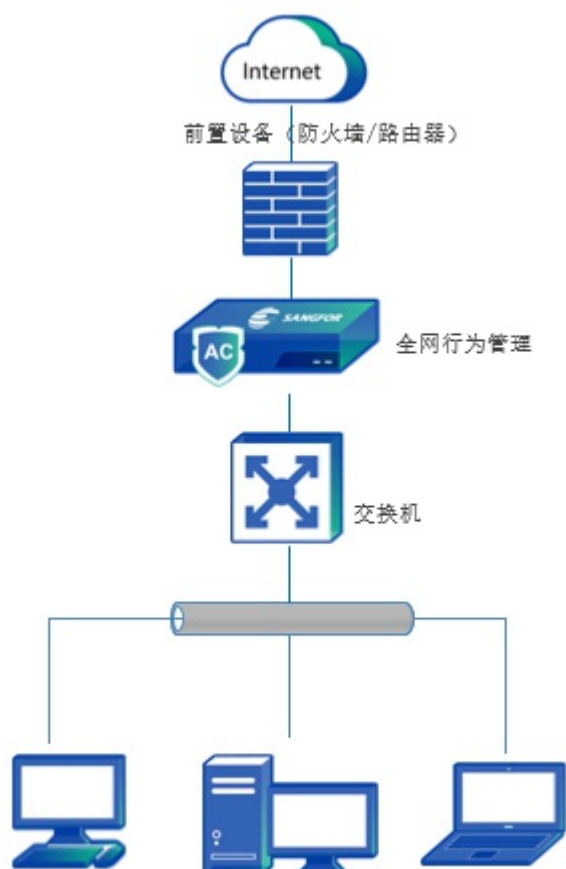 Internet
前置设备（防火墙/路由器）
SANGFOR
AC
全网行为管理
交换机